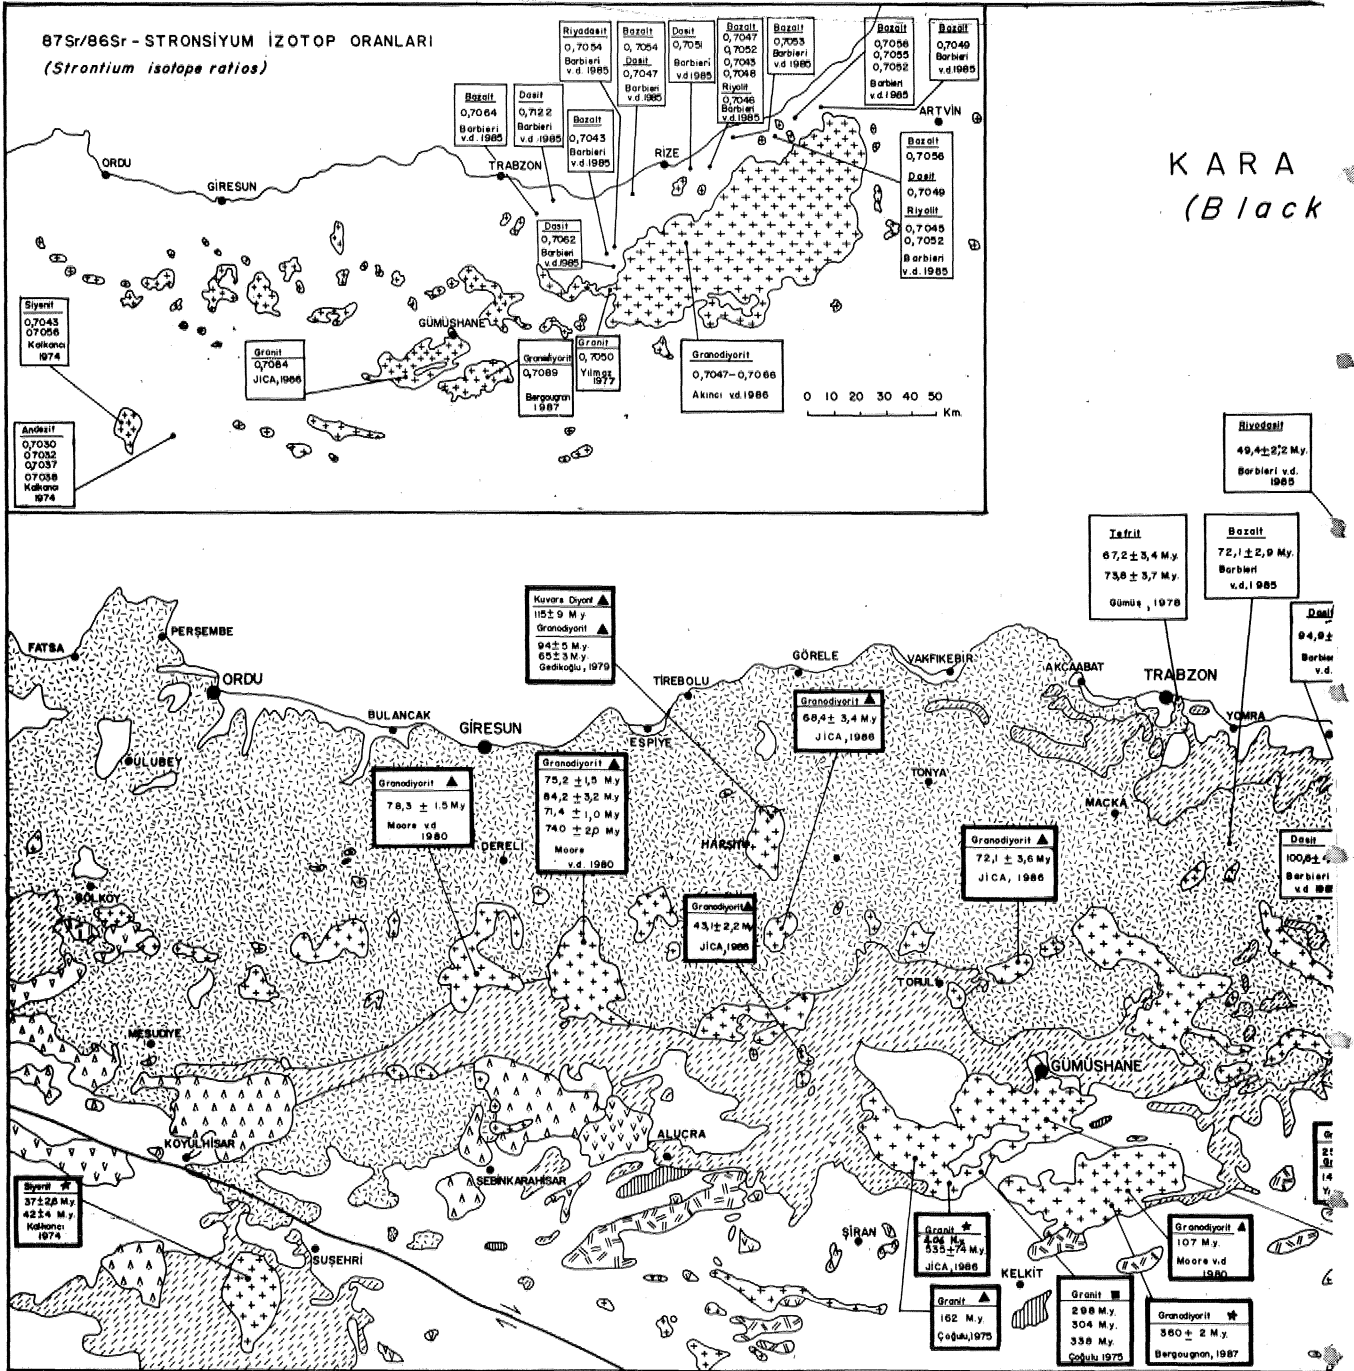 87Sr/86Sr - STRONSİYUM İZOTOP ORANLARI
(Strontium isotope ratios)
Riyadasit
0,7054
Barbieri
v.d. 1985
Bazalt
0,7054
Dasit
0,7047
Barbieri
v.d. 1985
Dasit
0,7051
Barbieri
v.d 1985
Bazalt
0,7047
0,7052
0,7043
0,7048
Riyolit
0,7046
Barbieri
v.d. 1985
Bazalt
0,7053
Barbieri
v.d. 1985
Bazalt
0,7056
0,7055
0,7052
Barbieri
v.d. 1985
Bazalt
0,7049
Barbieri
v.d. 1985
Bazalt
0,7064
Barbieri
v.d. 1985
Dasit
0,7122
Barbieri
v.d. 1985
Bazalt
0,7043
Barbieri
v.d. 1985
ARTVİN
Bazalt
0,7056
Dasit
0,7049
Riyolit
0,7045
0,7052
Barbieri
v.d. 1985
ORDU
GİRESUN
TRABZON
RİZE
Dasit
0,7062
Barbieri
v.d. 1985
KARA
(Black
Siyenit
0,7043
07056
Kalkancı
1974
Granit
0,7084
JICA, 1986
GÜMÜŞHANE
Granodiyorit
0,7089
Bergougnan
1987
Granit
0,7050
Yılmaz
1977
Granodiyorit
0,7047-0,7066
Akıncı v.d. 1986
0 10 20 30 40 50
Km.
Andezit
0,7030
07032
0,7037
07038
Kalkancı
1974
Riyodasit
49,4±2,2 M.y.
Barbieri v.d.
1985
Tefrit
67,2 ± 3,4 M.y.
73,8 ± 3,7 M.y.
Gümüş, 1978
Bazalt
72,1 ± 2,9 M.y.
Barbieri
v.d. 1985
Kuvars Diyorit
115± 9 M y
Granodiyorit
94±5 M.y.
65±3 M.y.
Gedikoğlu, 1979
94,9±
v.d.
FATSA
PERŞEMBE
ORDU
BULANCAK
GİRESUN
ESPİYE
TİREBOLU
GÖRELE
VAKFIKEBİR
AKÇAABAT
TRABZON
YOMRA
Granodiyorit
68,4± 3,4 M.y
JICA, 1986
ULUBEY
Granodiyorit
78,3 ± 1.5 My
Moore v.d
1980
Granodiyorit
75,2 ± 1,5 M.y
84,2 ± 3,2 M.y
71,4 ± 1,0 M.y
740 ± 2,0 M.y
Moore
v.d. 1980
DERELİ
HARŞİT
TONYA
MAÇKA
Granodiyorit
72,1 ± 3,6 My
JICA, 1986
Dasit
Barbieri
v.d
GÖLKÖY
Granodiyorit
43,1±2,2 M
JICA, 1986
TORUL
MESUDİYE
GÜMÜŞHANE
KOYULHİSAR
ŞEBİNKARAHİSAR
ALUCRA
Siyenit
37±2,8 M.y.
42±4 M.y.
Kalkancı
1974
SUŞEHRİ
ŞİRAN
KELKİT
Granit
535±74 M.y.
JICA, 1986
Granit
162 M.y
Çoğulu, 1975
Granit
298 M.y.
304 M.y.
338 M.y.
Çoğulu 1975
Granodiyorit
107 M.y.
Moore v.d
1980
Granodiyorit
360 ± 2 M.y.
Bergougnan, 1987